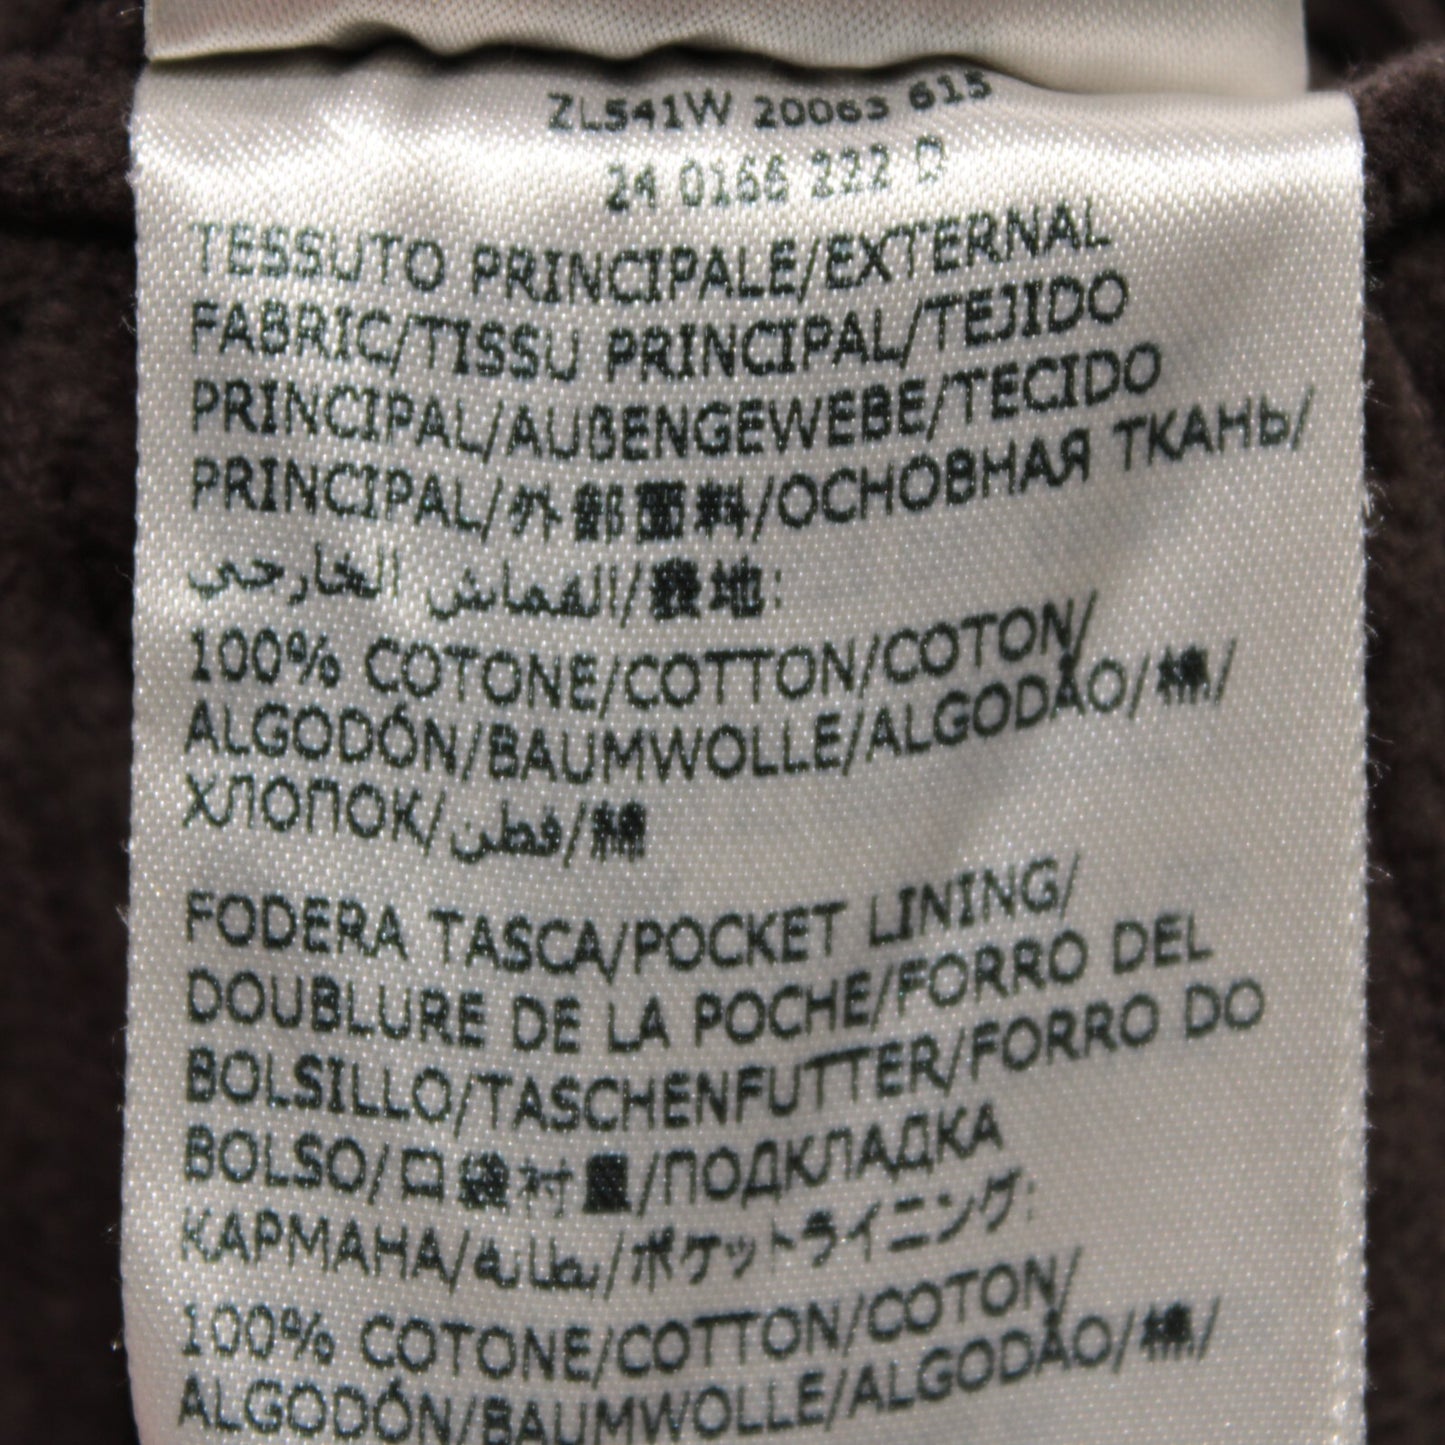 ZL541W 20063 615
24 0166 222 D
TESSUTO PRINCIPALE/EXTERNAL
FABRIC/TISSU PRINCIPAL/TEJIDO
PRINCIPAL/AUßENGEWEBE/TECIDO
PRINCIPAL/外部面料/ОСНОВНАЯ ТКАНЬ/
القماش الخارجي/表地:
100% COTONE/COTTON/COTON/
ALGODÓN/BAUMWOLLE/ALGODÃO/棉/
ХЛОПОК/قطن/綿
FODERA TASCA/POCKET LINING/
DOUBLURE DE LA POCHE/FORRO DEL
BOLSILLO/TASCHENFUTTER/FORRO DO
BOLSO/口袋衬里/ПОДКЛАДКА
КАРМАНА/بطانه/ポケットライニング:
100% COTONE/COTTON/COTON/
ALGODÓN/BAUMWOLLE/ALGODÃO/棉/